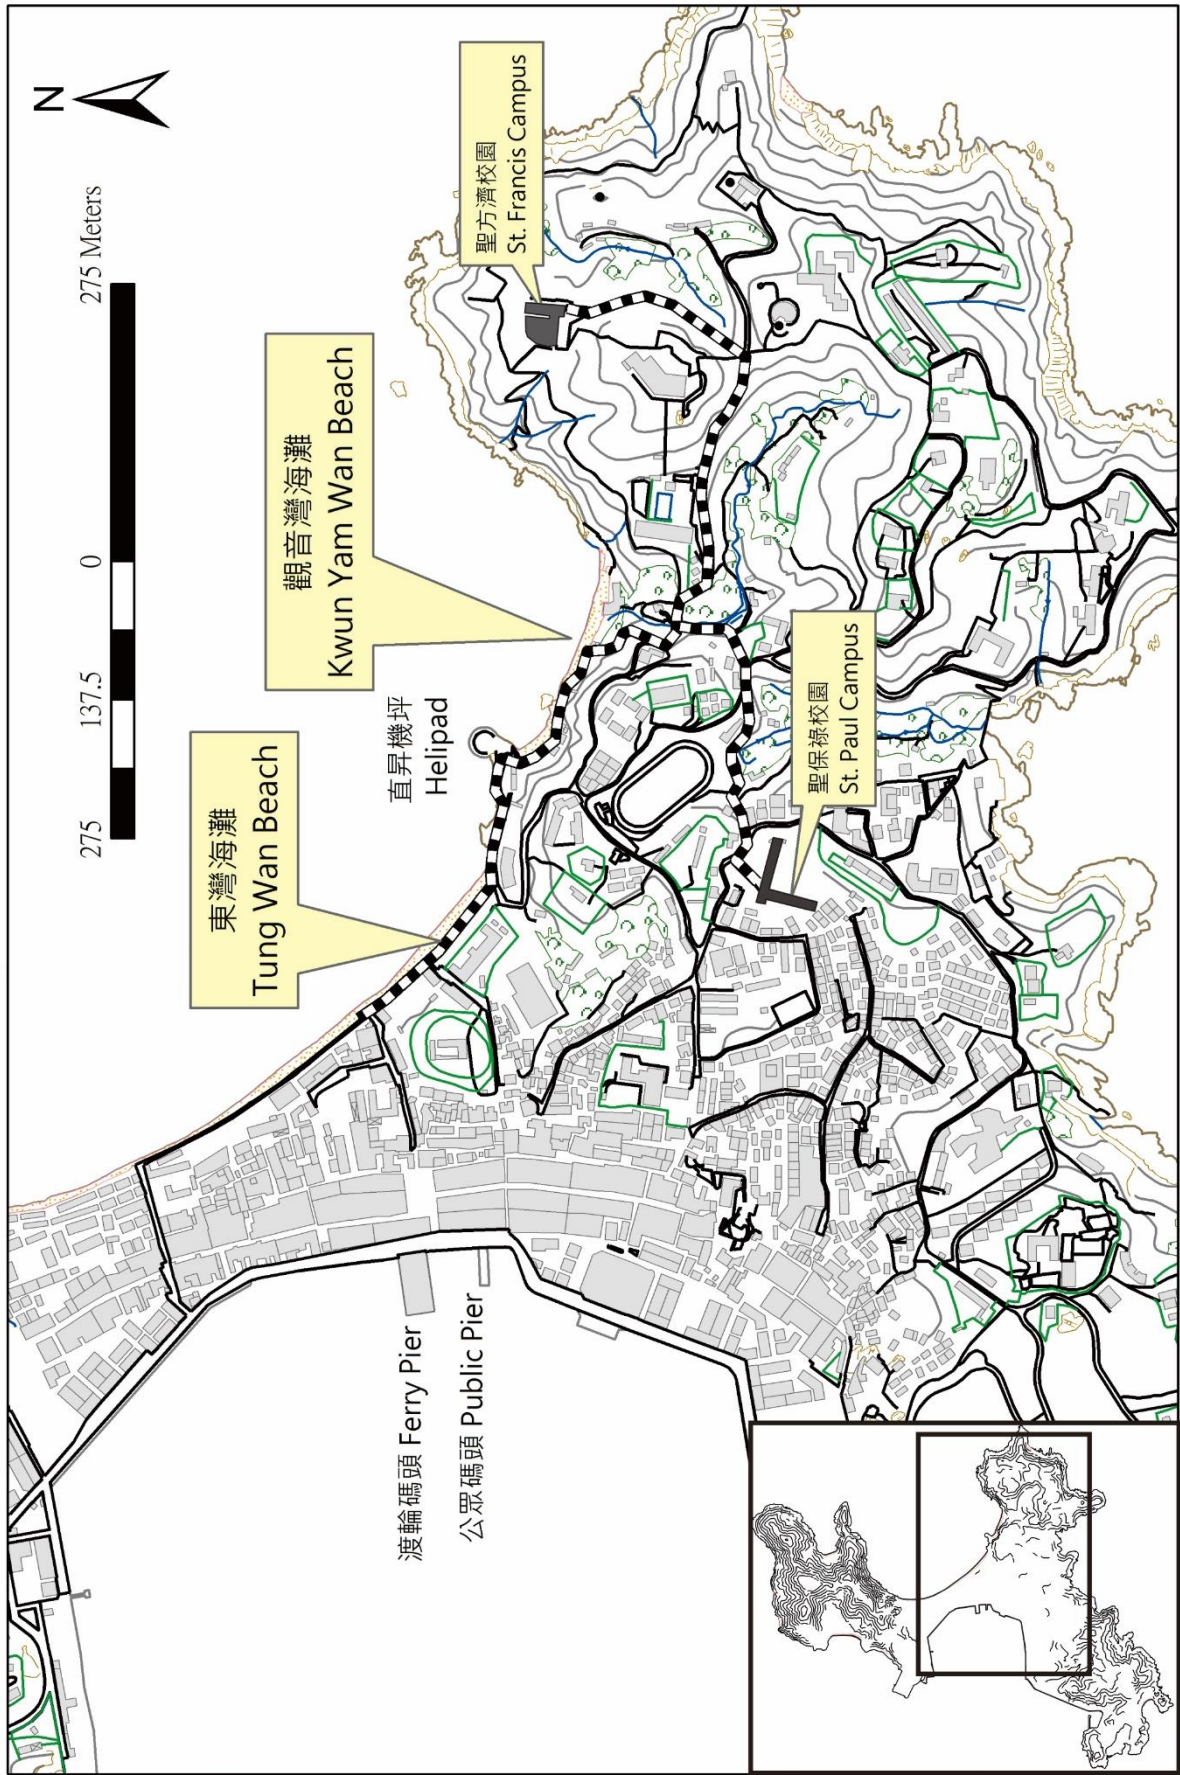 N
275 137.5 0 275 Meters
東灣海灘
Tung Wan Beach
觀音灣海灘
Kwun Yam Wan Beach
聖方濟校園
St. Francis Campus
直昇機坪
Helipad
渡輪碼頭 Ferry Pier
公眾碼頭 Public Pier
聖保祿校園
St. Paul Campus